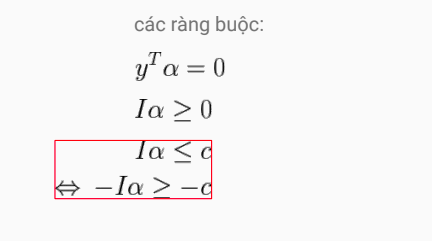 các ràng buộc:
y^T α = 0
Iα ≥ 0
Iα ≤ c
⇔ −Iα ≥ −c